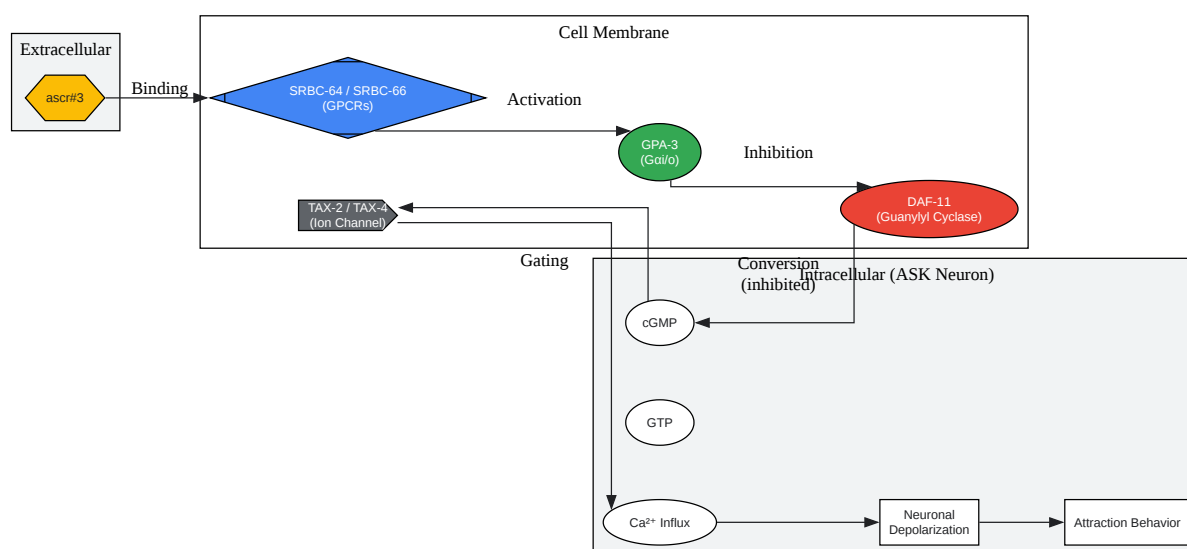 Cell Membrane
Extracellular
ascr#3
Binding
SRBC-64 / SRBC-66
(GPCRs)
Activation
GPA-3
(Gαi/o)
Inhibition
DAF-11
(Guanylyl Cyclase)
TAX-2 / TAX-4
(Ion Channel)
Gating
Conversion
(inhibited)
Intracellular (ASK Neuron)
cGMP
GTP
Ca²⁺ Influx
Neuronal
Depolarization
Attraction Behavior